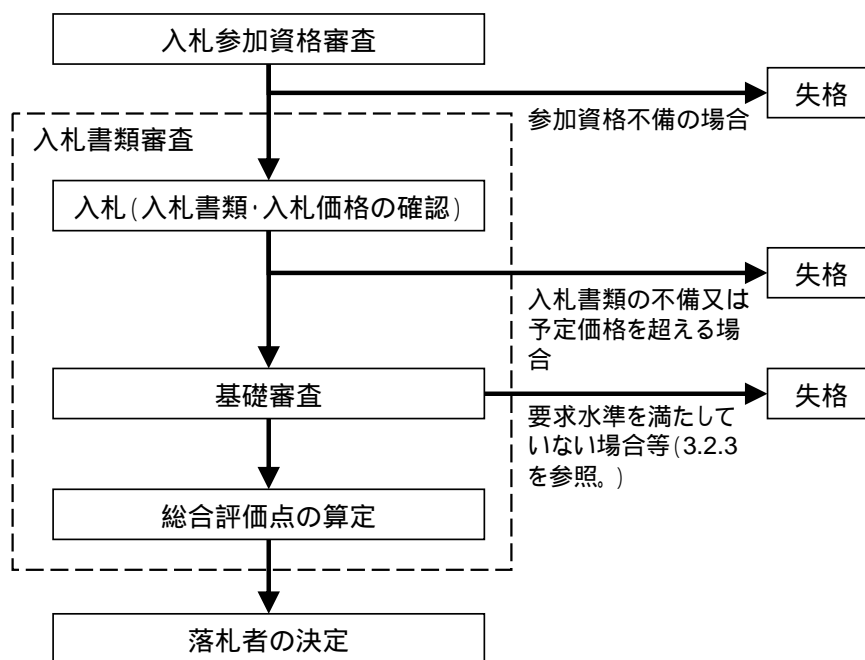 入札参加資格審査
失格
参加資格不備の場合
入札書類審査
入札(入札書類･入札価格の確認)
失格
入札書類の不備又は
予定価格を超える場
合
基礎審査
失格
要求水準を満たして
いない場合等(3.2.3
を参照。)
総合評価点の算定
落札者の決定